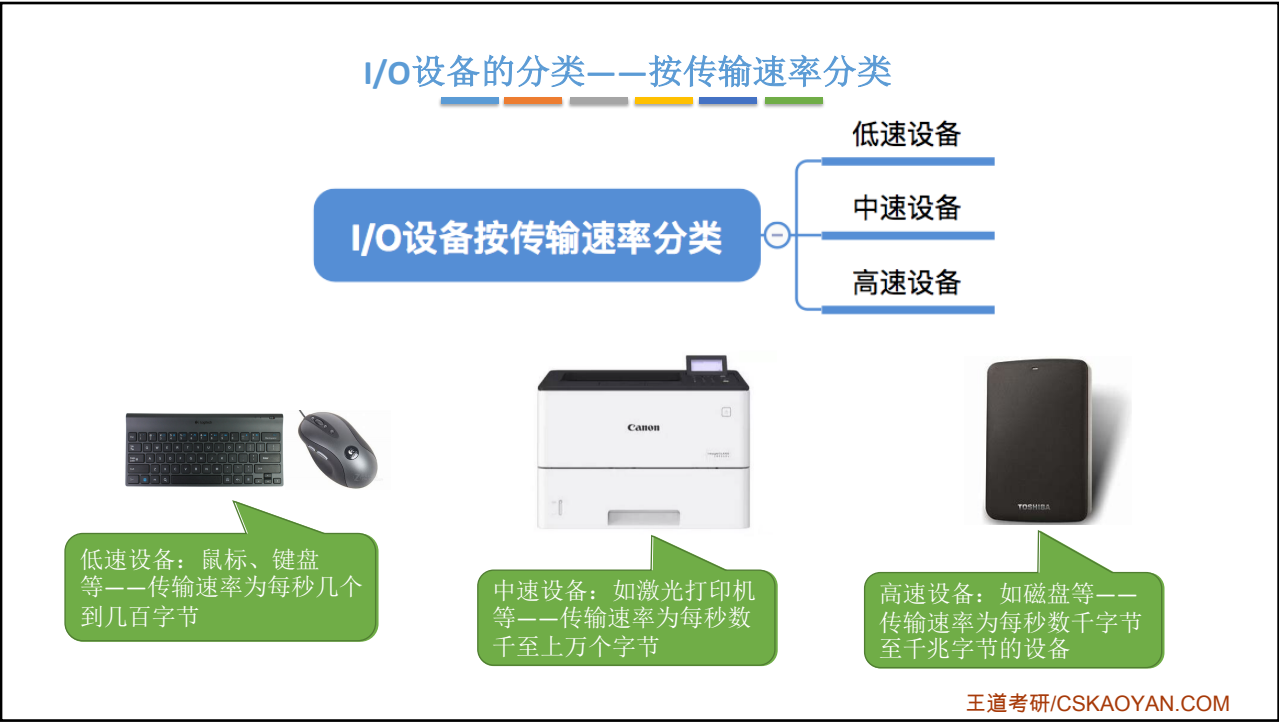 I/O设备的分类——按传输速率分类
I/O设备按传输速率分类
低速设备
中速设备
高速设备
Canon
TOSHIBA
低速设备：鼠标、键盘
等——传输速率为每秒几个
到几百字节
中速设备：如激光打印机
等——传输速率为每秒数
千至上万个字节
高速设备：如磁盘等——
传输速率为每秒数千字节
至千兆字节的设备
王道考研/CSKAOYAN.COM